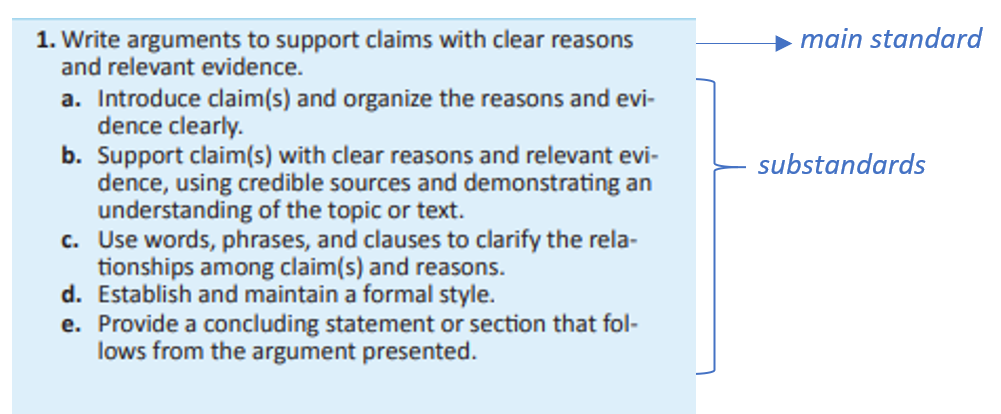 1. Write arguments to support claims with clear reasons
and relevant evidence.
main standard
a. Introduce claim(s) and organize the reasons and evi-
dence clearly.
b. Support claim(s) with clear reasons and relevant evi-
dence, using credible sources and demonstrating an
understanding of the topic or text.
c. Use words, phrases, and clauses to clarify the rela-
tionships among claim(s) and reasons.
d. Establish and maintain a formal style.
e. Provide a concluding statement or section that fol-
lows from the argument presented.
substandards